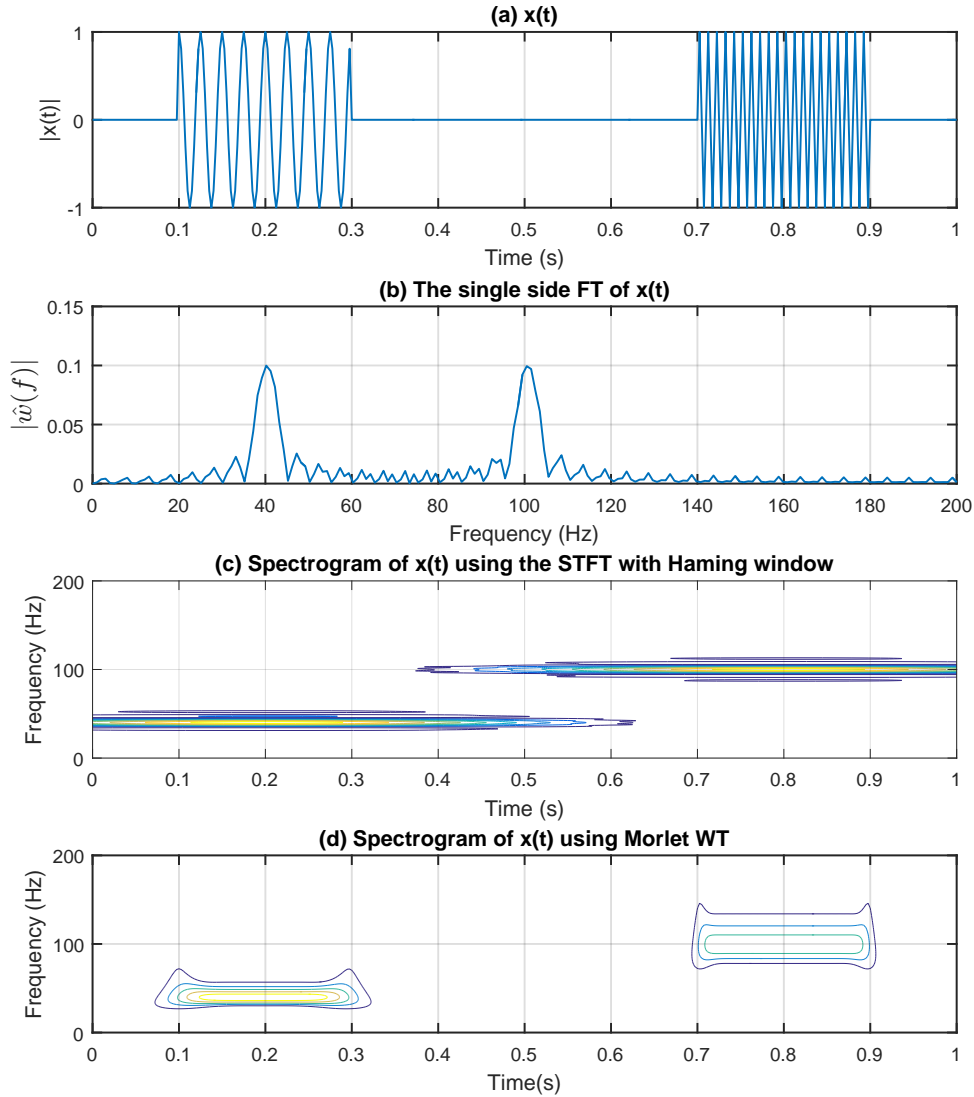 (a) x(t)
|x(t)|
1
0
-1
0 0.1 0.2 0.3 0.4 0.5 0.6 0.7 0.8 0.9 1
Time (s)
(b) The single side FT of x(t)
|ŵ(f)|
0.15
0.1
0.05
0
0 20 40 60 80 100 120 140 160 180 200
Frequency (Hz)
(c) Spectrogram of x(t) using the STFT with Haming window
Frequency (Hz)
200
100
0
0 0.1 0.2 0.3 0.4 0.5 0.6 0.7 0.8 0.9 1
Time (s)
(d) Spectrogram of x(t) using Morlet WT
Frequency (Hz)
200
100
0
0 0.1 0.2 0.3 0.4 0.5 0.6 0.7 0.8 0.9 1
Time(s)